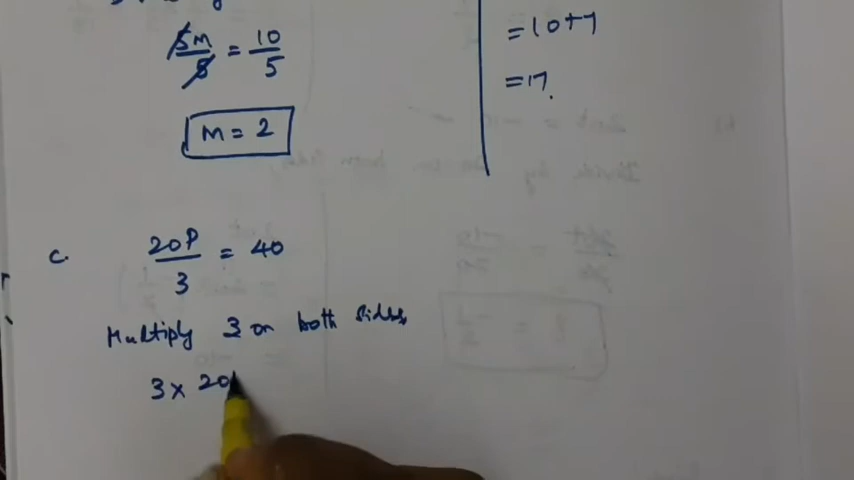 5m/5 = 10/5
m = 2
= 10+7
= 17.
c. 20P/3 = 40
Multiply 3 on both sides
3 x 20